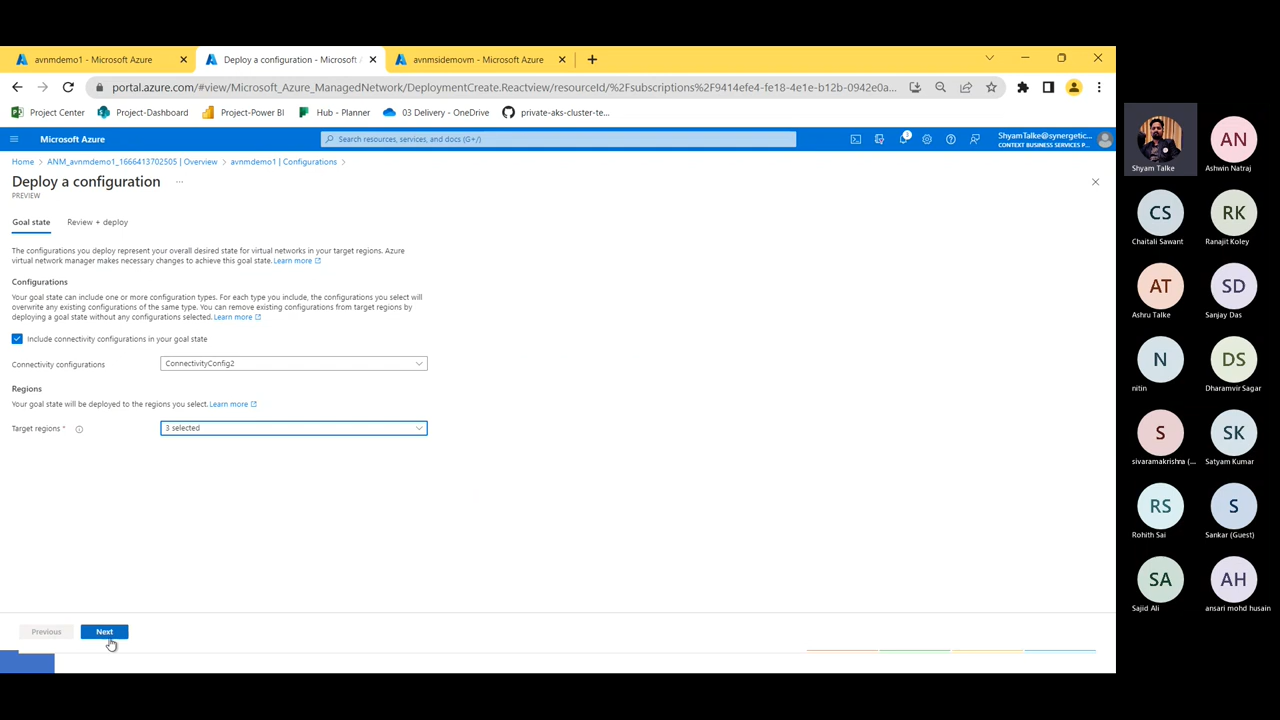 avnmdemo1 - Microsoft Azure
Deploy a configuration - Microsoft
avnmsidemovm - Microsoft Azure
portal.azure.com/#view/Microsoft_Azure_ManagedNetwork/DeploymentCreate.Reactview/resourceId/%2Fsubscriptions%2F9414efe4-fe18-4e1e-b12b-0942e0a...
Project Center
Project-Dashboard
Project-Power BI
Hub - Planner
03 Delivery - OneDrive
private-aks-cluster-te...
Microsoft Azure
Search resources, services, and docs (G+/)
3
ShyamTalke@synergetic...
CONTEXT BUSINESS SERVICES P...
Home > ANM_avnmdemo1_1666413702505 | Overview > avnmdemo1 | Configurations >
Deploy a configuration ...
PREVIEW
Goal state
Review + deploy
The configurations you deploy represent your overall desired state for virtual networks in your target regions. Azure
virtual network manager makes necessary changes to achieve this goal state. Learn more
Configurations
Your goal state can include one or more configuration types. For each type you include, the configurations you select will
overwrite any existing configurations of the same type. You can remove existing configurations from target regions by
deploying a goal state without any configurations selected. Learn more
Include connectivity configurations in your goal state
Connectivity configurations
ConnectivityConfig2
Regions
Your goal state will be deployed to the regions you select. Learn more
Target regions *
3 selected
Previous
Next
Shyam Talke
AN
Ashwin Natraj
CS
Chaitali Sawant
RK
Ranajit Koley
AT
Ashru Talke
SD
Sanjay Das
N
nitin
DS
Dharamvir Sagar
S
sivaramakrishna (...
SK
Satyam Kumar
RS
Rohith Sai
S
Sankar (Guest)
SA
Sajid Ali
AH
ansari mohd husain